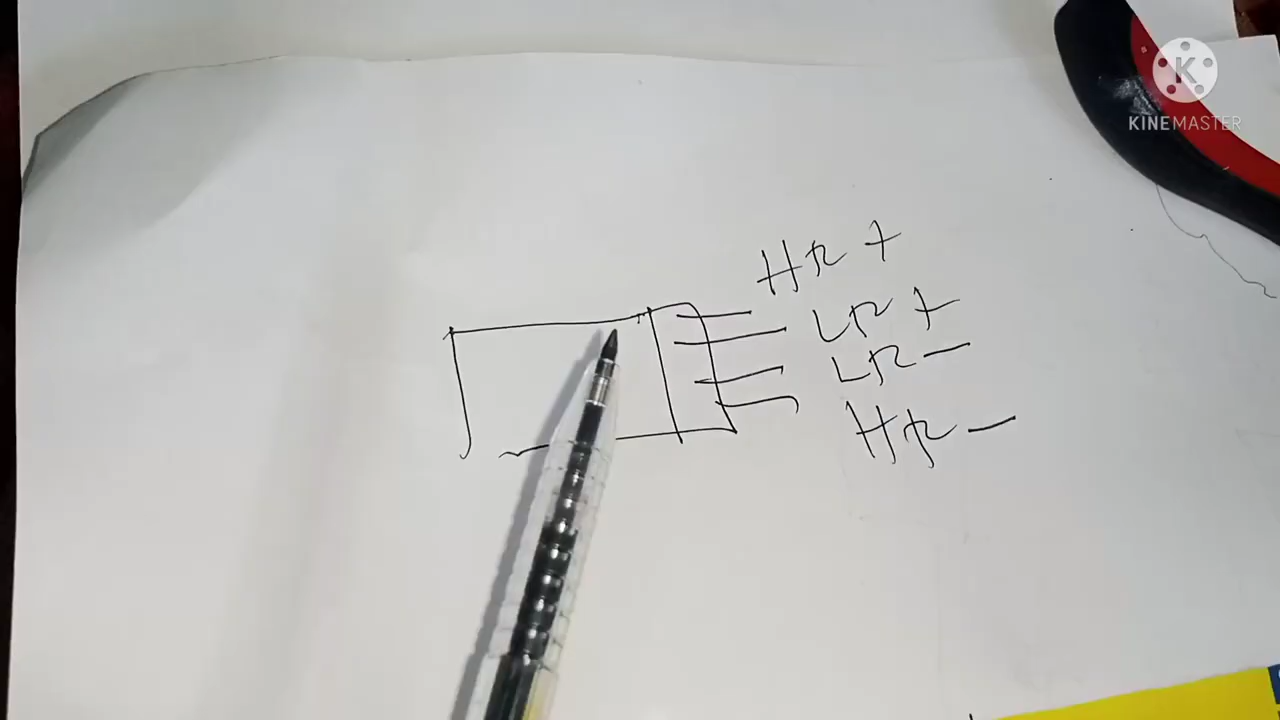 KINEMASTER
HR +
LR +
LR -
HR -